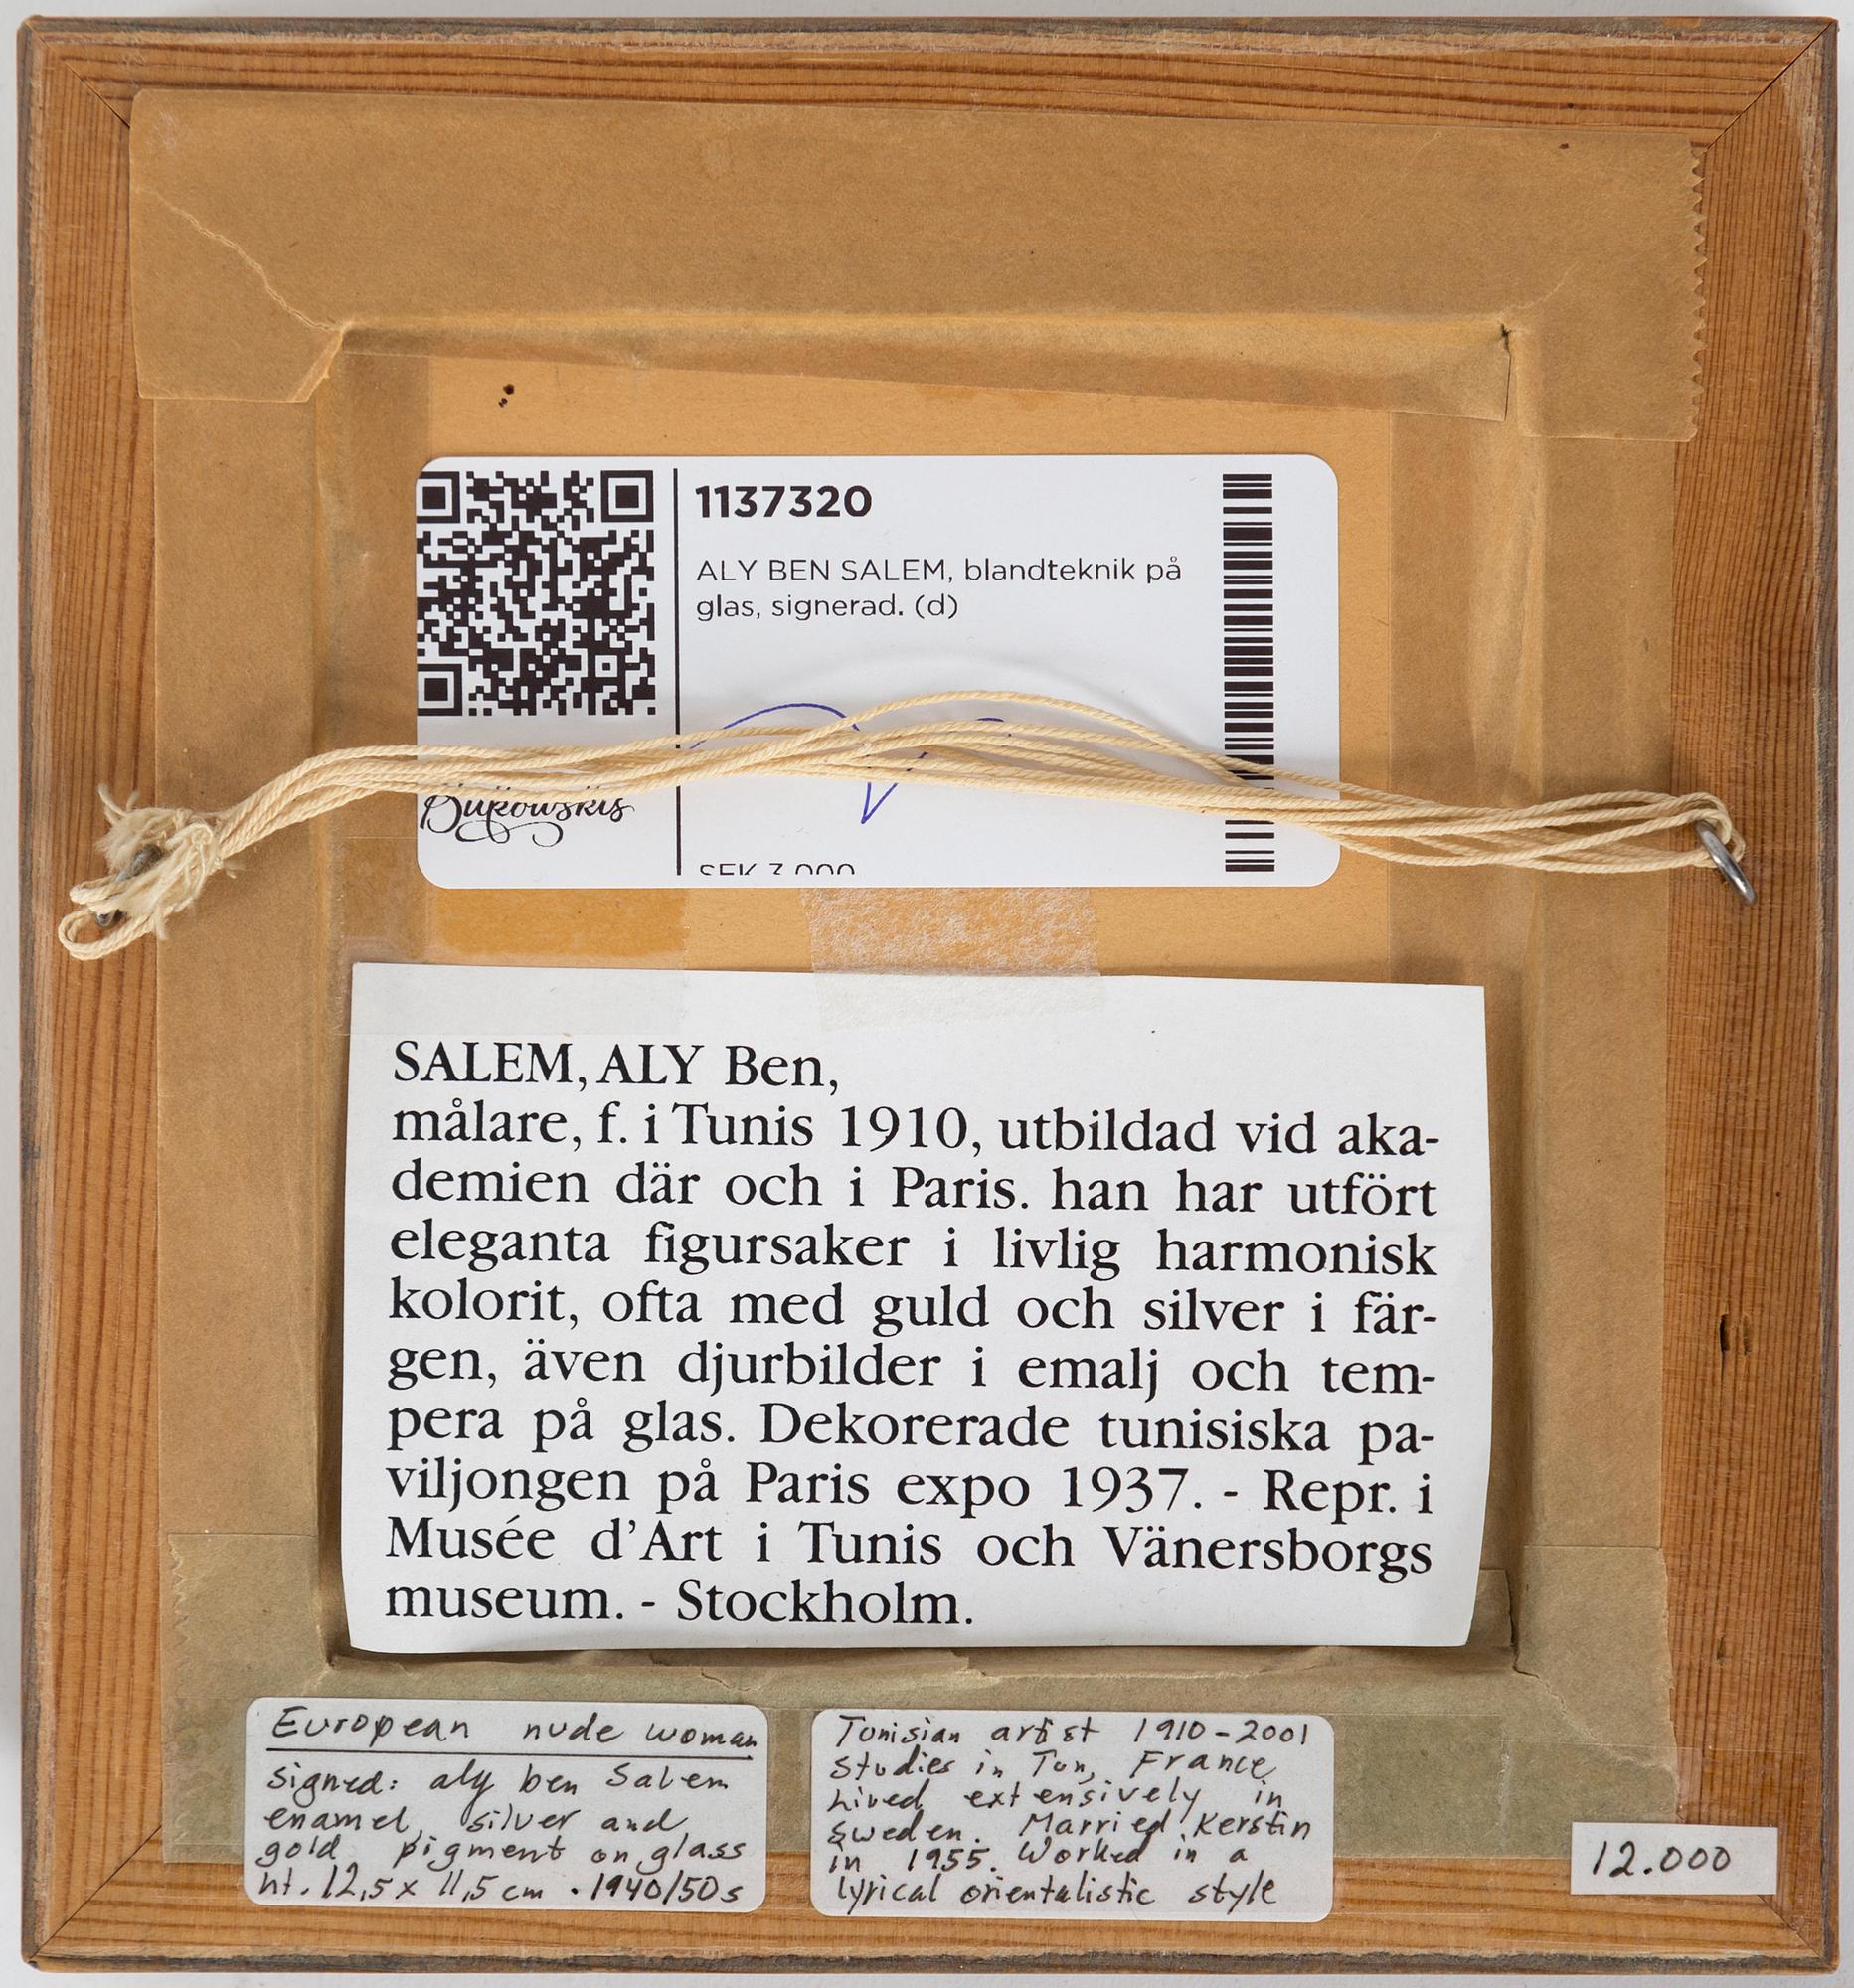 1137320
ALY BEN SALEM, blandteknik på
glas, signerad. (d)
Bukowskis
SEK 3 000
SALEM, ALY Ben,
målare, f. i Tunis 1910, utbildad vid aka-
demien där och i Paris. han har utfört
eleganta figursaker i livlig harmonisk
kolorit, ofta med guld och silver i fär-
gen, även djurbilder i emalj och tem-
pera på glas. Dekorerade tunisiska pa-
viljongen på Paris expo 1937. - Repr. i
Musée d'Art i Tunis och Vänersborgs
museum. - Stockholm.
European nude woman
signed: aly ben Salem
enamel, silver and
gold pigment on glass
ht. 12,5 x 11,5 cm . 1940/50s
Tunisian artist 1910-2001
Studies in Tun, France
Lived extensively in
Sweden. Married Kerstin
in 1955. Worked in a
lyrical orientalistic style
12.000